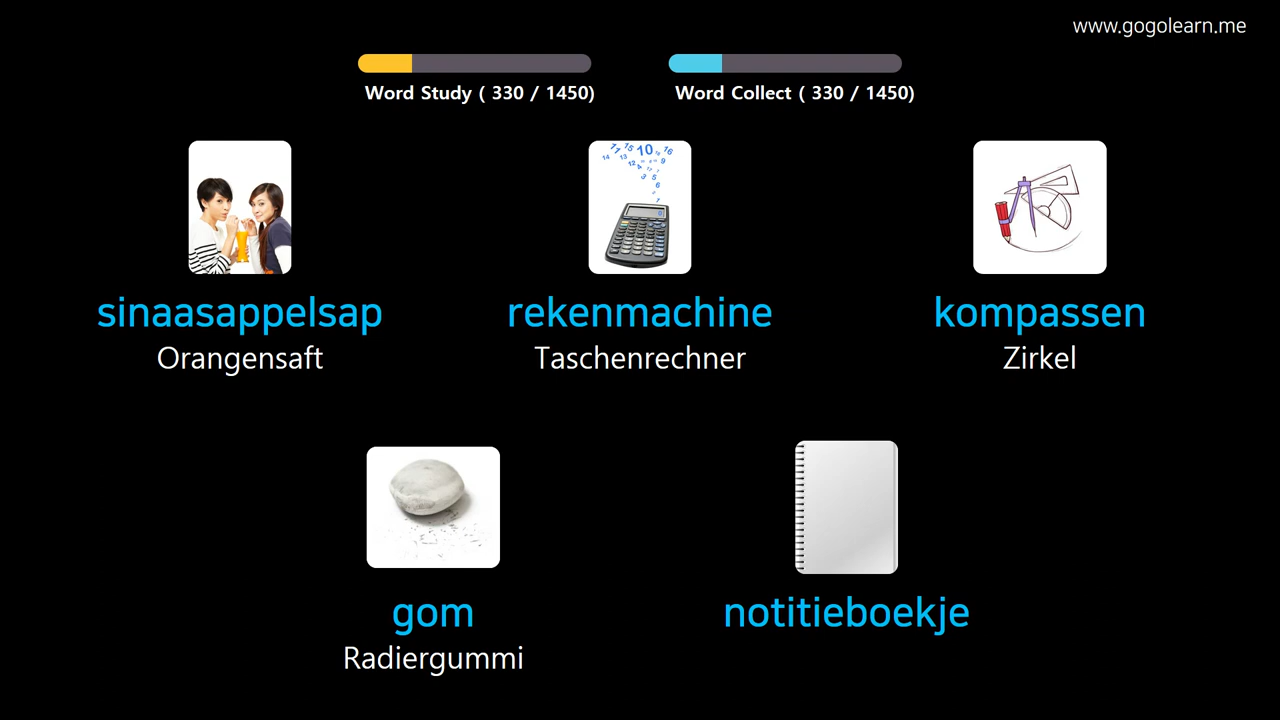 www.gogolearn.me
Word Study ( 330 / 1450)
Word Collect ( 330 / 1450)
sinaasappelsap
Orangensaft
rekenmachine
Taschenrechner
kompassen
Zirkel
gom
Radiergummi
notitieboekje